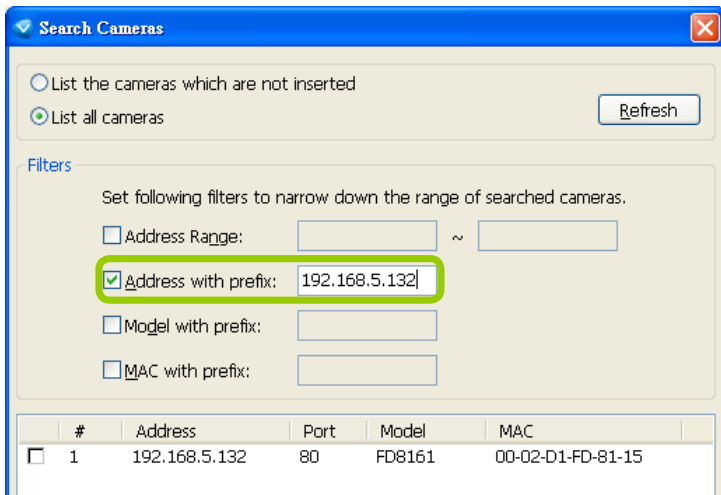 Search Cameras
List the cameras which are not inserted
List all cameras
Refresh
Filters
Set following filters to narrow down the range of searched cameras.
Address Range: ~
Address with prefix: 192.168.5.132
Model with prefix:
MAC with prefix:
# Address Port Model MAC
1 192.168.5.132 80 FD8161 00-02-D1-FD-81-15